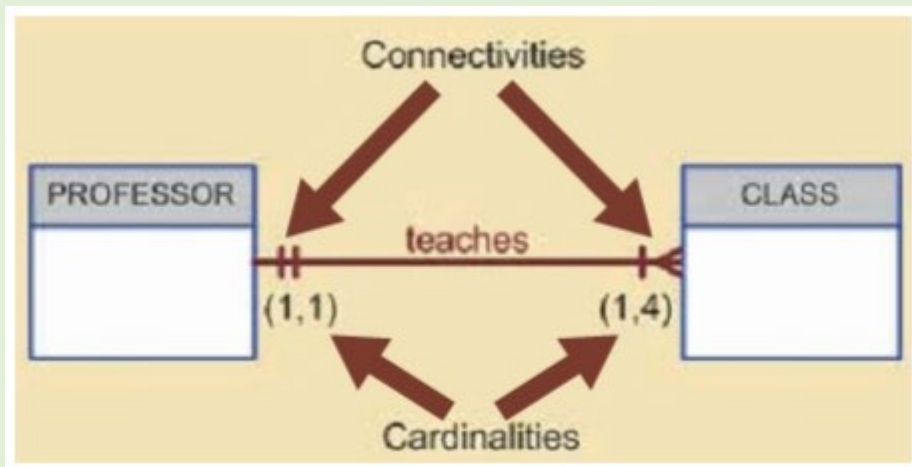 Connectivities
PROFESSOR
CLASS
teaches
(1,1)
(1,4)
Cardinalities